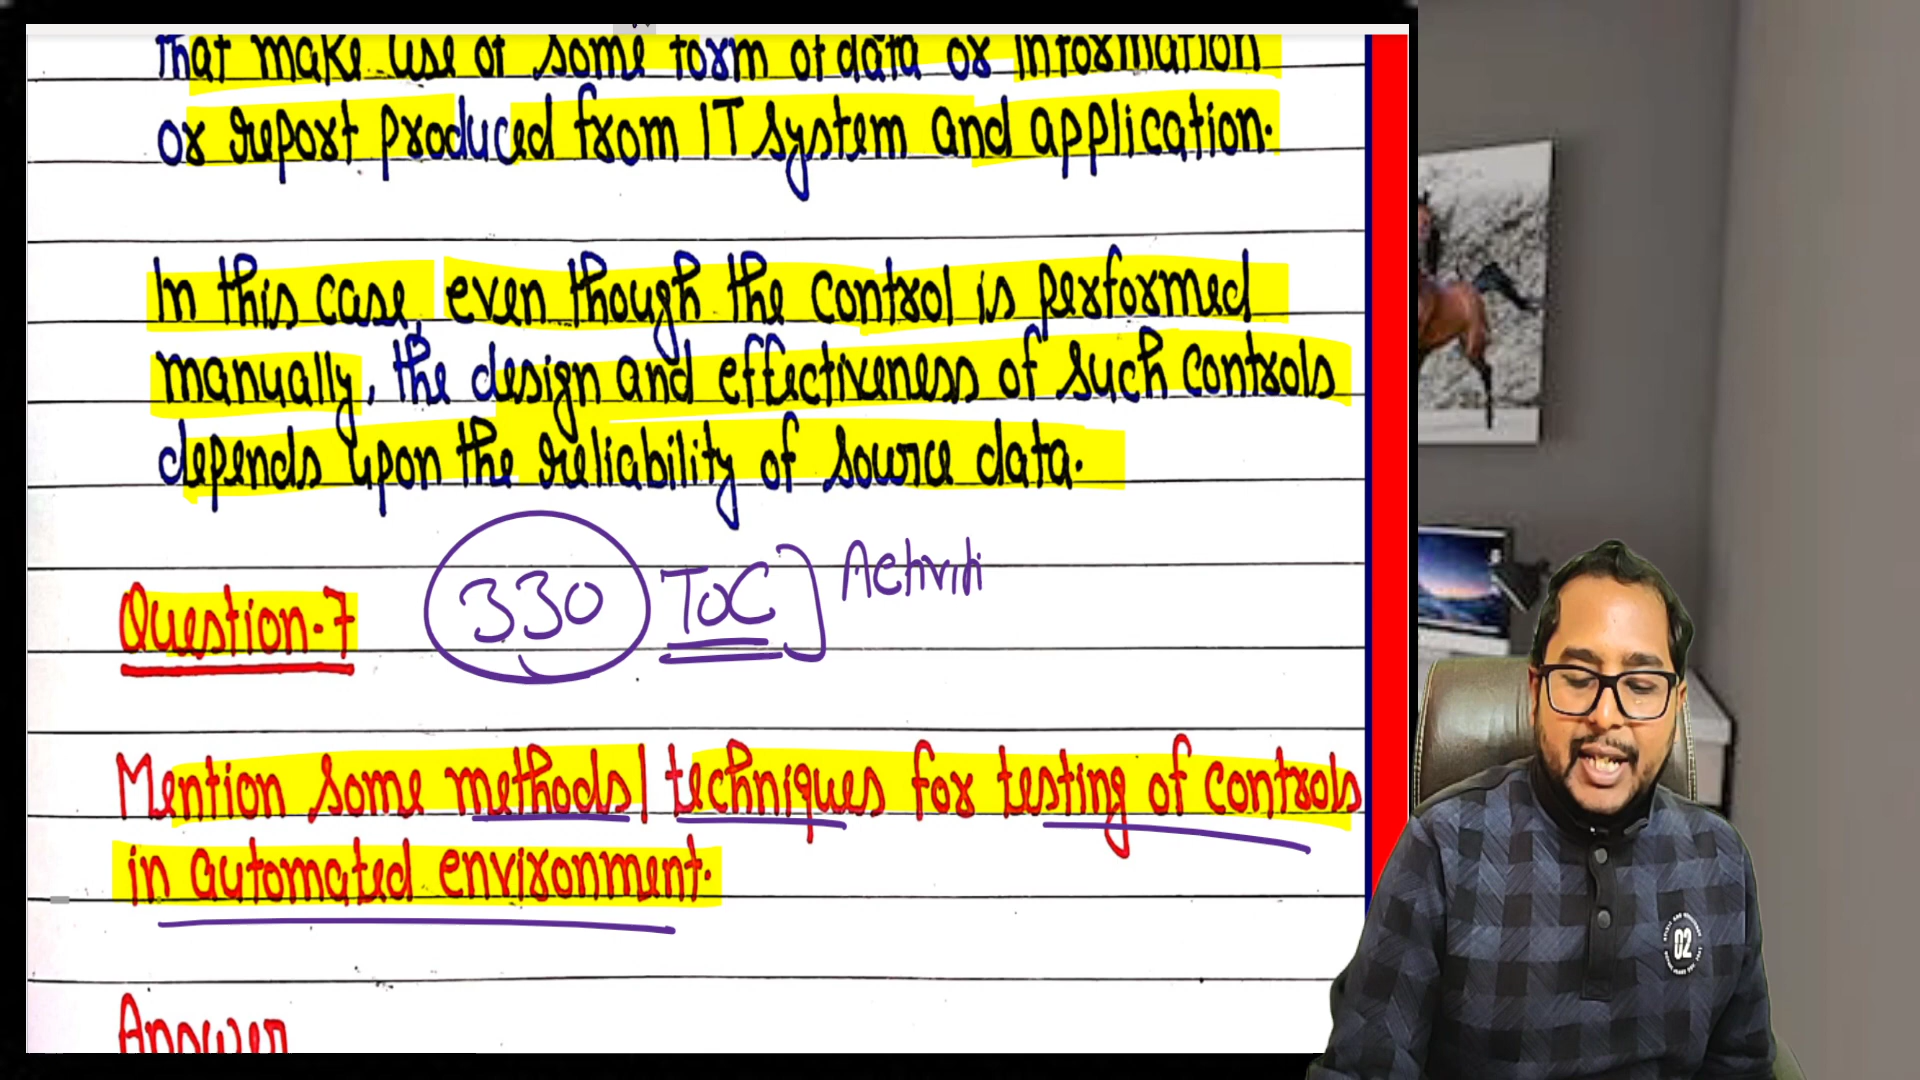 that make use of some form of data or information
or report produced from IT system and application.
In this case, even though the control is performed
manually, the design and effectiveness of such controls
depends upon the reliability of source data.
330 TOC] Activiti
Question-7
Mention some methods/techniques for testing of controls
in automated environment.
Answer
02